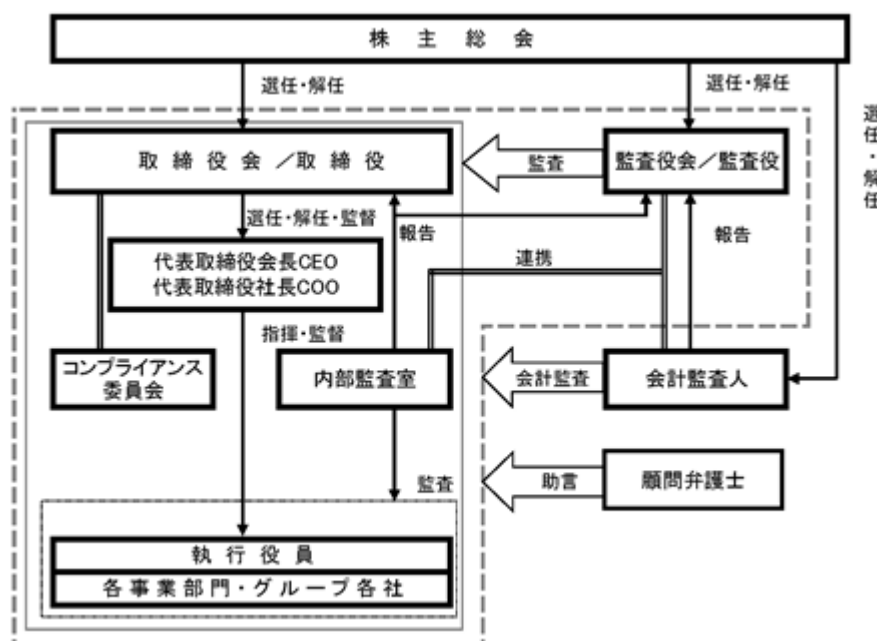 株主総会
選任・解任
選任・解任
選任・解任
取締役会/取締役
監査
監査役会/監査役
選任・解任・監督
報告
報告
代表取締役会長CEO
代表取締役社長COO
連携
指揮・監督
コンプライアンス
委員会
内部監査室
会計監査
会計監査人
監査
助言
顧問弁護士
執行役員
各事業部門・グループ各社